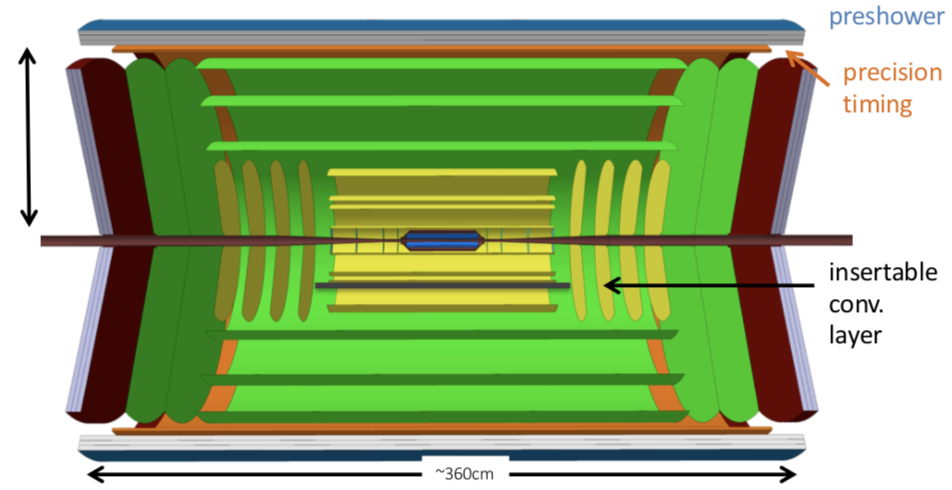 preshower
precision
timing
insertable
conv.
layer
~360cm